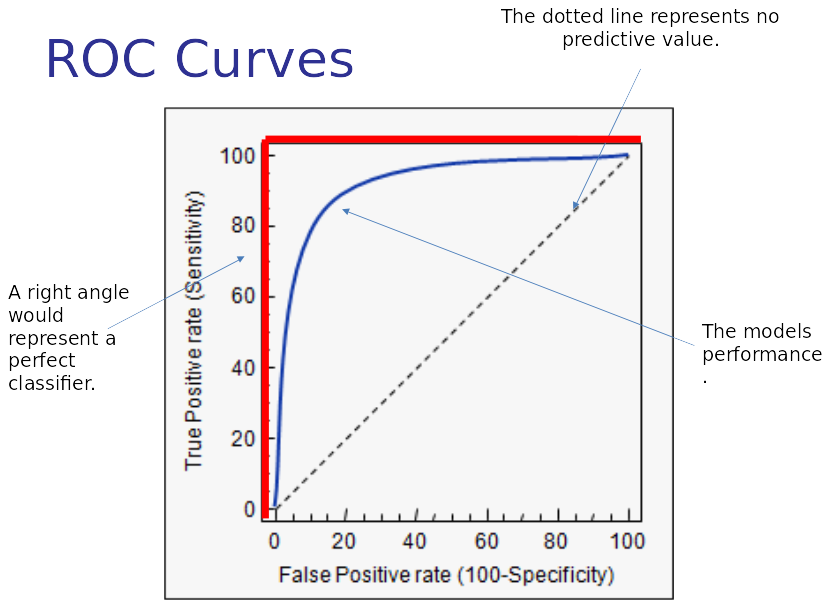 The dotted line represents no
predictive value.
ROC Curves
100
80
60
40
20
0
True Positive rate (Sensitivity)
0 20 40 60 80 100
False Positive rate (100-Specificity)
A right angle
would
represent a
perfect
classifier.
The models
performance
.